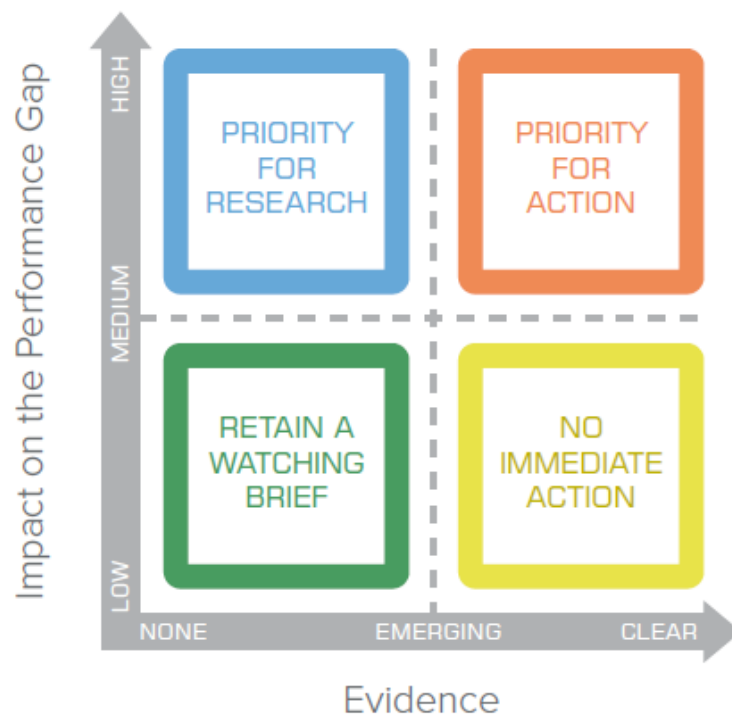 Impact on the Performance Gap
HIGH
MEDIUM
LOW
PRIORITY
FOR
RESEARCH
PRIORITY
FOR
ACTION
RETAIN A
WATCHING
BRIEF
NO
IMMEDIATE
ACTION
NONE
EMERGING
CLEAR
Evidence